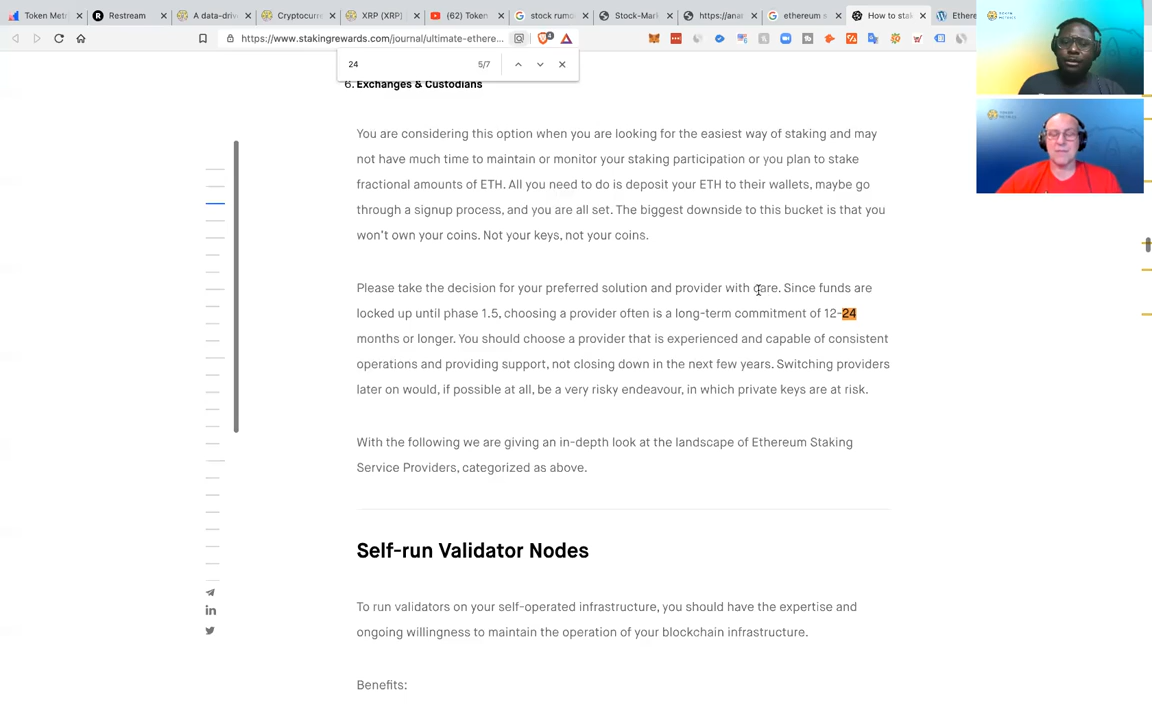 Token Metr
Restream
A data-driv
Cryptocurr
XRP (XRP)
(62) Token
stock rumo
Stock-Mark
https://anat
ethereum s
How to stak
Ethere
https://www.stakingrewards.com/journal/ultimate-ethere...
4
24
5/7
6. Exchanges & Custodians
You are considering this option when you are looking for the easiest way of staking and may
not have much time to maintain or monitor your staking participation or you plan to stake
fractional amounts of ETH. All you need to do is deposit your ETH to their wallets, maybe go
through a signup process, and you are all set. The biggest downside to this bucket is that you
won't own your coins. Not your keys, not your coins.
Please take the decision for your preferred solution and provider with care. Since funds are
locked up until phase 1.5, choosing a provider often is a long-term commitment of 12-24
months or longer. You should choose a provider that is experienced and capable of consistent
operations and providing support, not closing down in the next few years. Switching providers
later on would, if possible at all, be a very risky endeavour, in which private keys are at risk.
With the following we are giving an in-depth look at the landscape of Ethereum Staking
Service Providers, categorized as above.
Self-run Validator Nodes
To run validators on your self-operated infrastructure, you should have the expertise and
ongoing willingness to maintain the operation of your blockchain infrastructure.
Benefits: